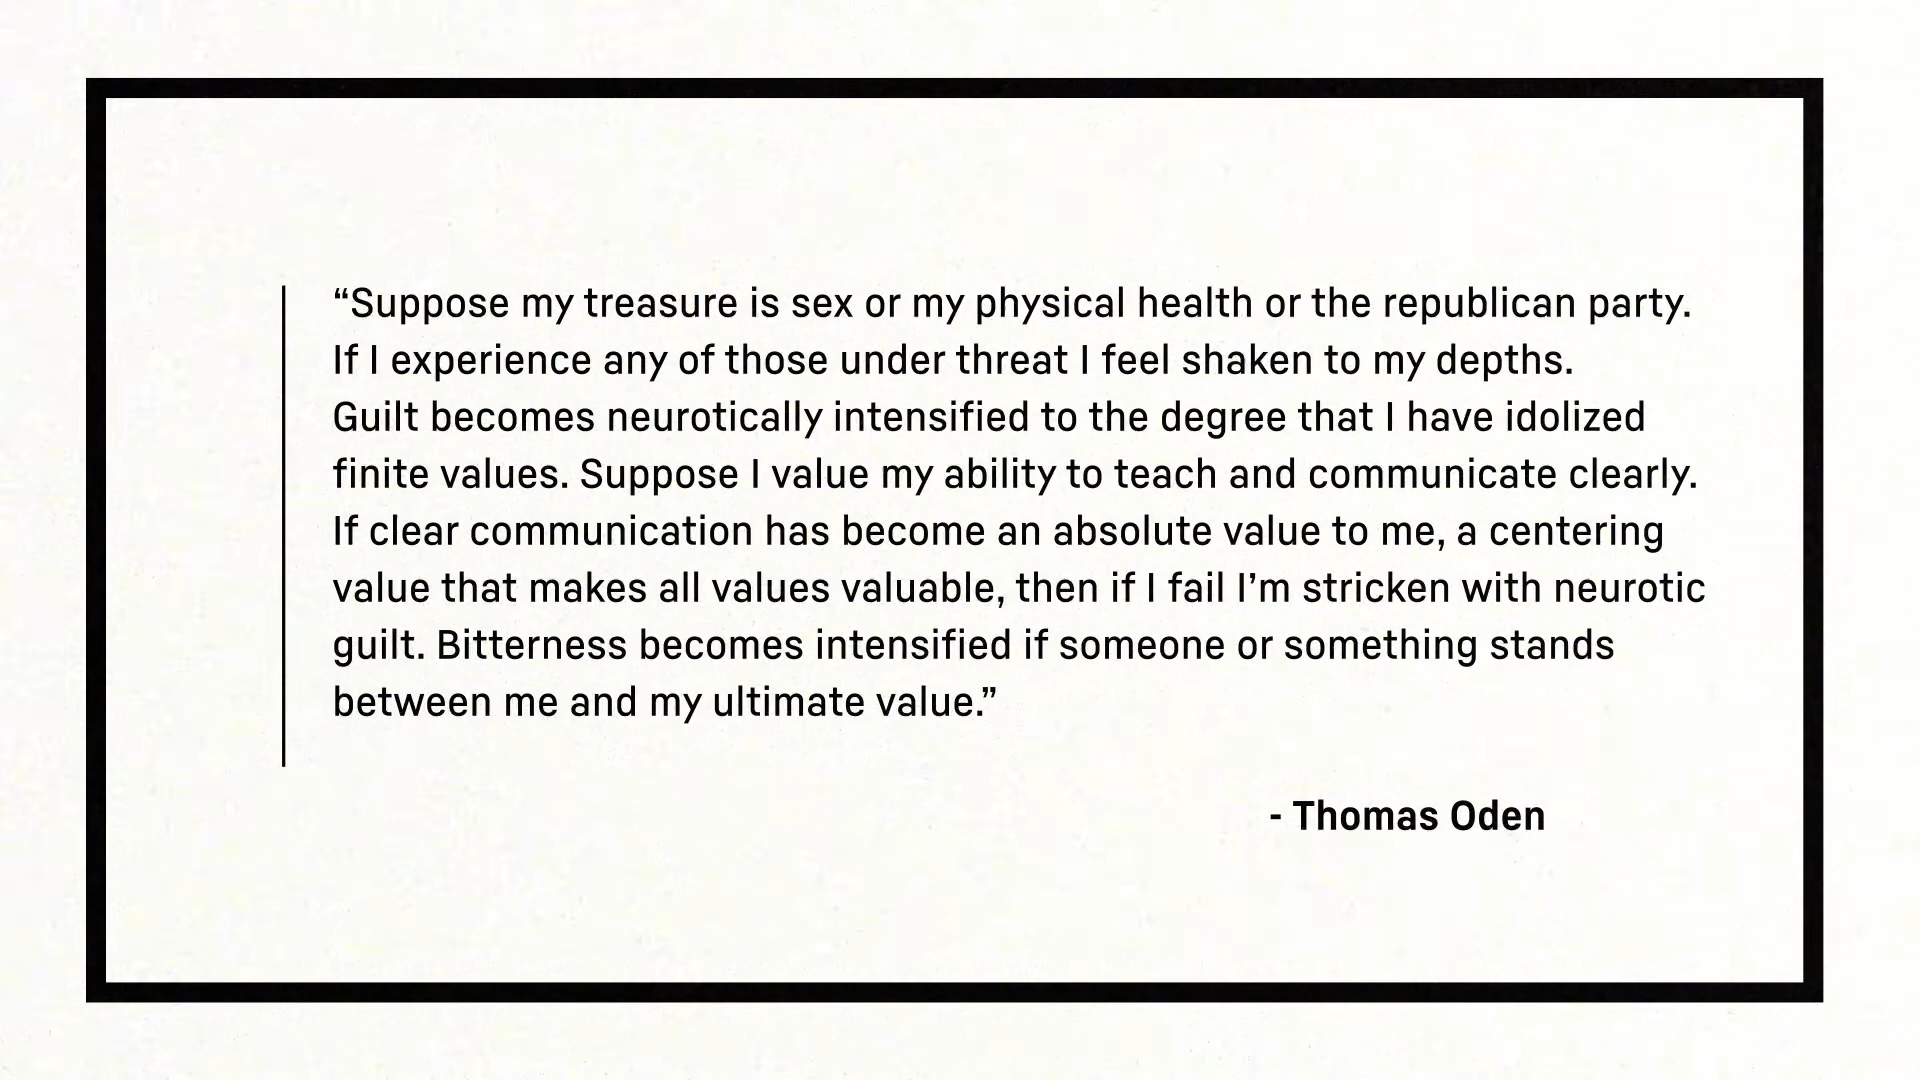 “Suppose my treasure is sex or my physical health or the republican party.
If I experience any of those under threat I feel shaken to my depths.
Guilt becomes neurotically intensified to the degree that I have idolized
finite values. Suppose I value my ability to teach and communicate clearly.
If clear communication has become an absolute value to me, a centering
value that makes all values valuable, then if I fail I’m stricken with neurotic
guilt. Bitterness becomes intensified if someone or something stands
between me and my ultimate value.”
- Thomas Oden